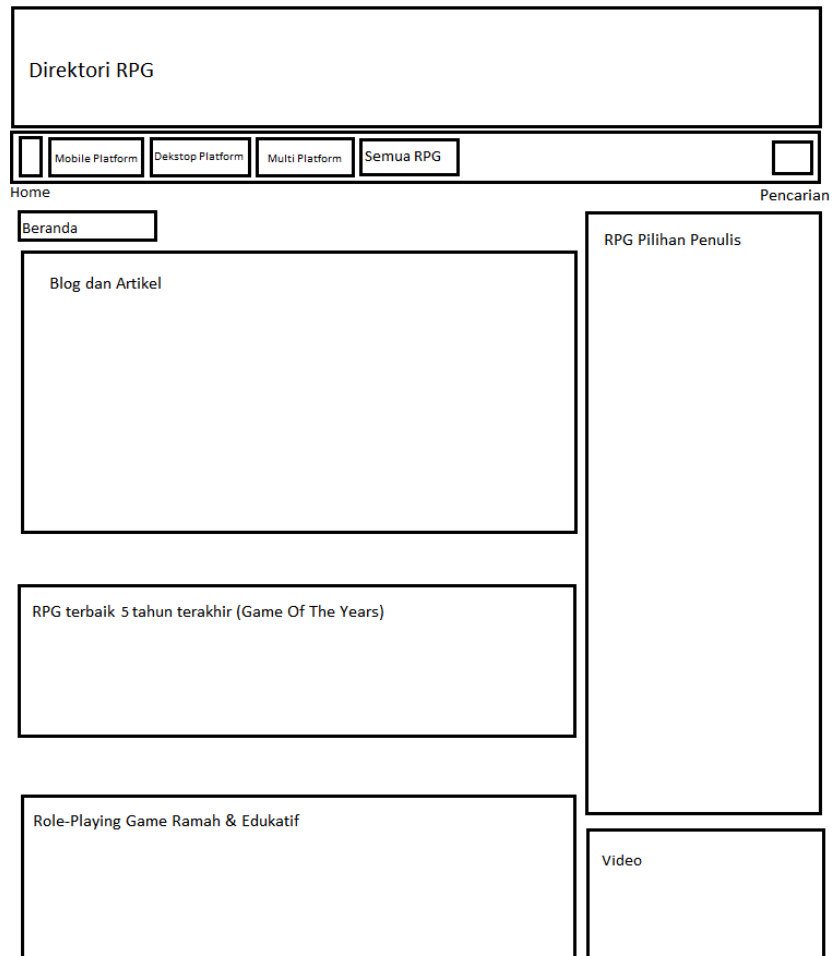 Direktori RPG
Mobile Platform
Dekstop Platform
Multi Platform
Semua RPG
Home
Pencarian
Beranda
Blog dan Artikel
RPG terbaik 5 tahun terakhir (Game Of The Years)
Role-Playing Game Ramah & Edukatif
RPG Pilihan Penulis
Video